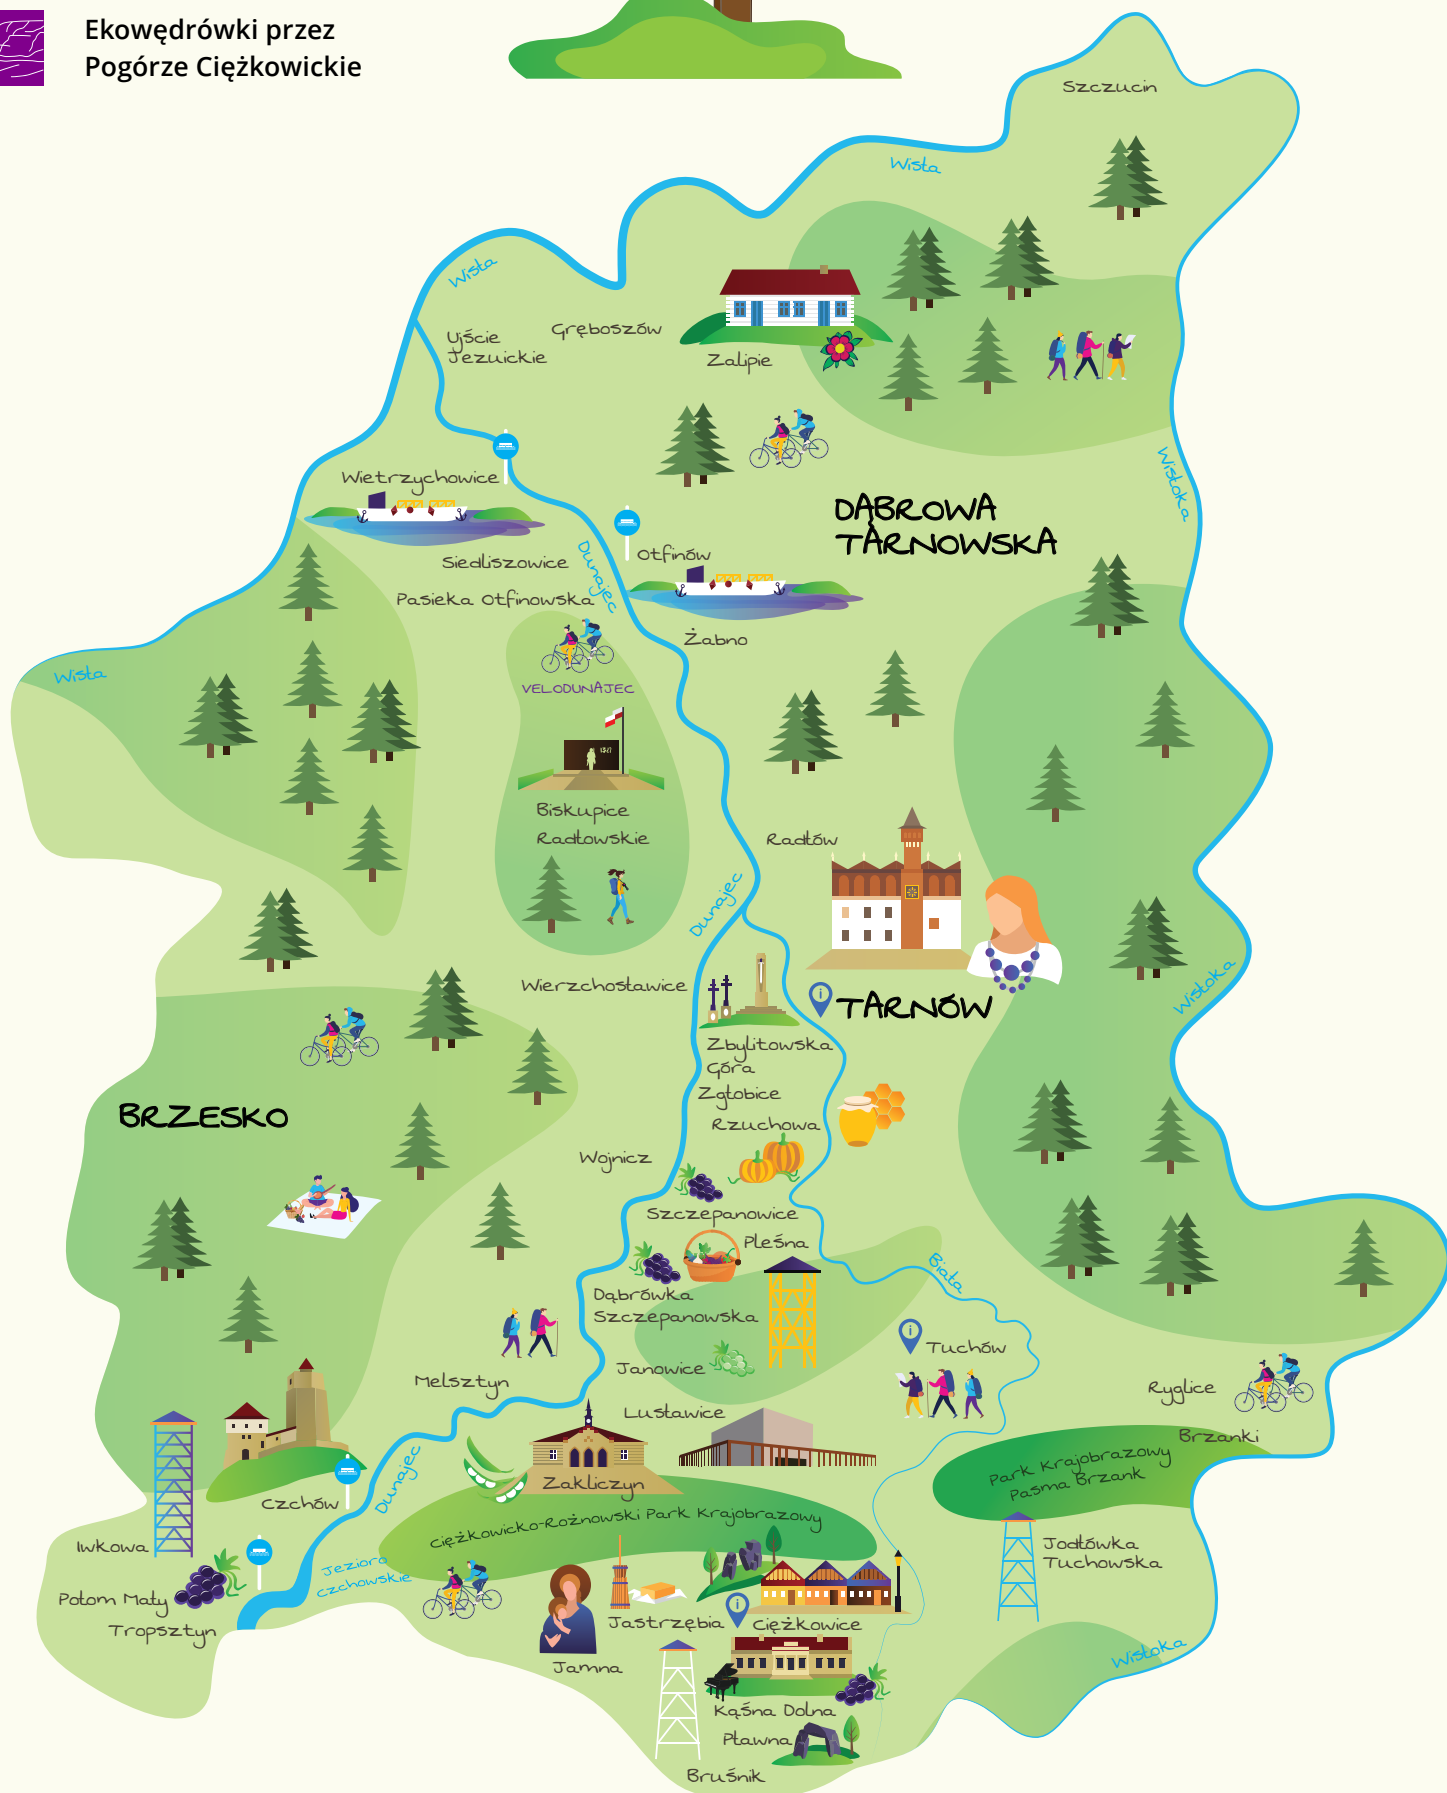 Ekowędrówki przez
Pogórze Ciężkowickie
Szczucin
Wisła
Wisła
Ujście
Jezuickie
Gręboszów
Zalipie
Wietrzychowice
Wisłoka
DĄBROWA
TARNOWSKA
Siedliszowice
Dunajec
Otfinów
Pasieka Otfinowska
Żabno
Wisła
VELODUNAJEC
Biskupice
Radłowskie
Radłów
Dunajec
Wierzchosławice
Wisłoka
TARNÓW
Zbylitowska
Góra
Zgłobice
BRZESKO
Rzuchowa
Wojnicz
Szczepanowice
Pleśna
Biała
Dąbrówka
Szczepanowska
Tuchów
Janowice
Melsztyn
Ryglice
Lusławice
Brzanki
Park Krajobrazowy
Pasma Brzank
Dunajec
Zakliczyn
Czchów
Ciężkowicko-Rożnowski Park Krajobrazowy
Iwkowa
Jodłówka
Tuchowska
Jezioro
Czchowskie
Połom Mały
Tropsztyn
Jastrzębia
Ciężkowice
Jamna
Wisłoka
Kąśna Dolna
Pławna
Bruśnik